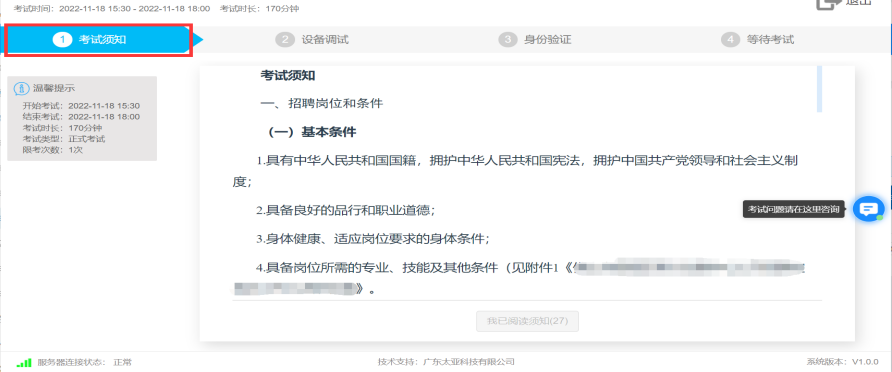 考试时间：2022-11-18 15:30 - 2022-11-18 18:00 考试时长：170分钟
退出
1 考试须知
2 设备调试
3 身份验证
4 等待考试
温馨提示
开始考试：2022-11-18 15:30
结束考试：2022-11-18 18:00
考试时长：170分钟
考试类型：正式考试
限考次数：1次
考试须知
一、招聘岗位和条件
（一）基本条件
1.具有中华人民共和国国籍，拥护中华人民共和国宪法，拥护中国共产党领导和社会主义制
度；
2.具备良好的品行和职业道德；
3.身体健康、适应岗位要求的身体条件；
4.具备岗位所需的专业、技能及其他条件（见附件1《
》。
考试问题请在这里咨询
我已阅读须知(27)
服务器连接状态： 正常
技术支持：广东太亚科技有限公司
系统版本：V1.0.0